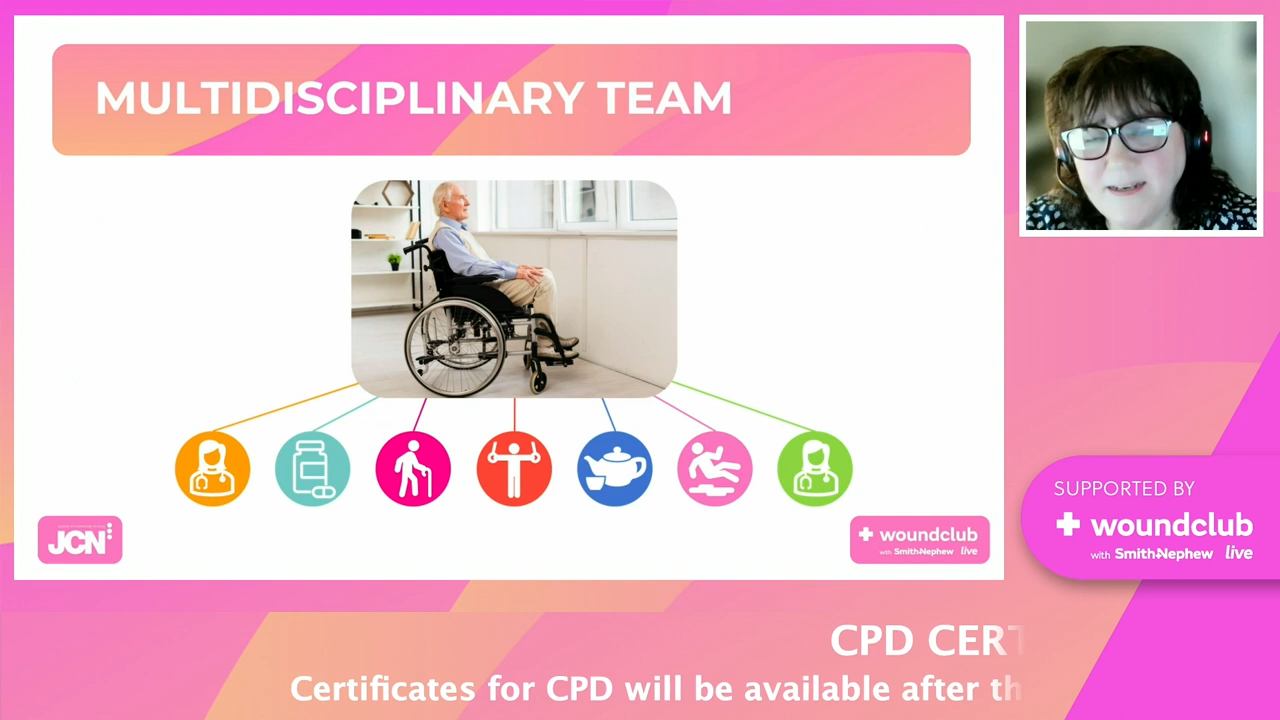 MULTIDISCIPLINARY TEAM
JCN
woundclub
with Smith+Nephew live
SUPPORTED BY
woundclub
with Smith+Nephew live
CPD CERT
Certificates for CPD will be available after th